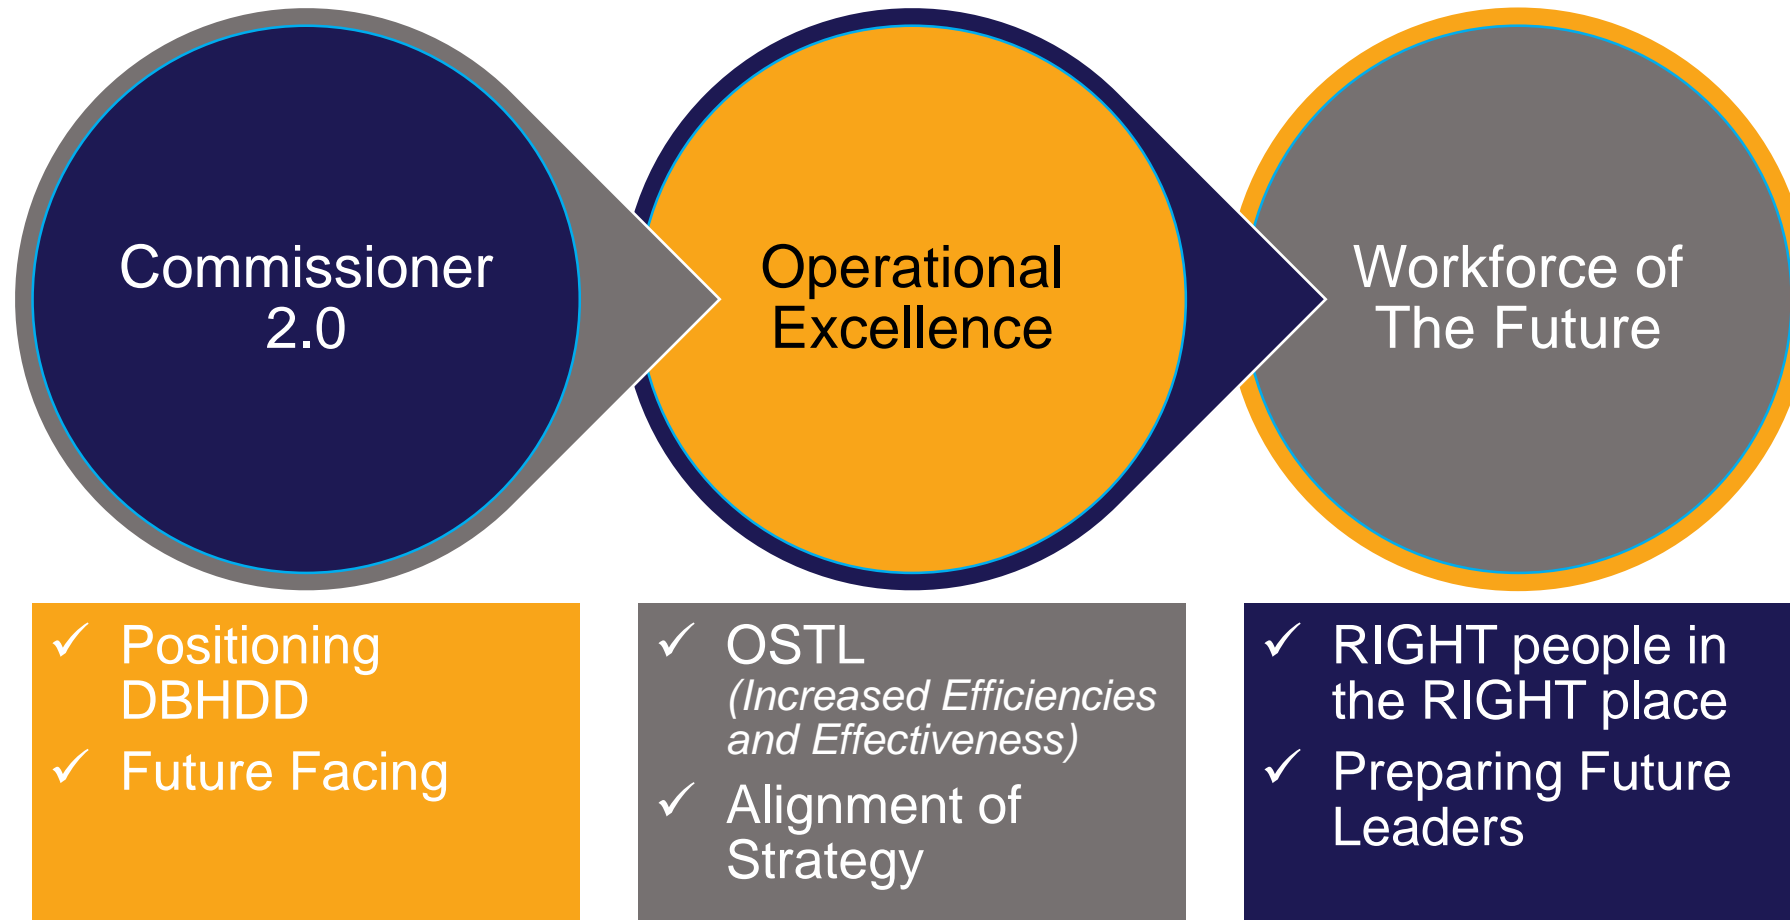 Commissioner
2.0
Operational
Excellence
Workforce of
The Future
✓ Positioning
DBHDD
✓ Future Facing
✓ OSTL
(Increased Efficiencies
and Effectiveness)
✓ Alignment of
Strategy
✓ RIGHT people in
the RIGHT place
✓ Preparing Future
Leaders